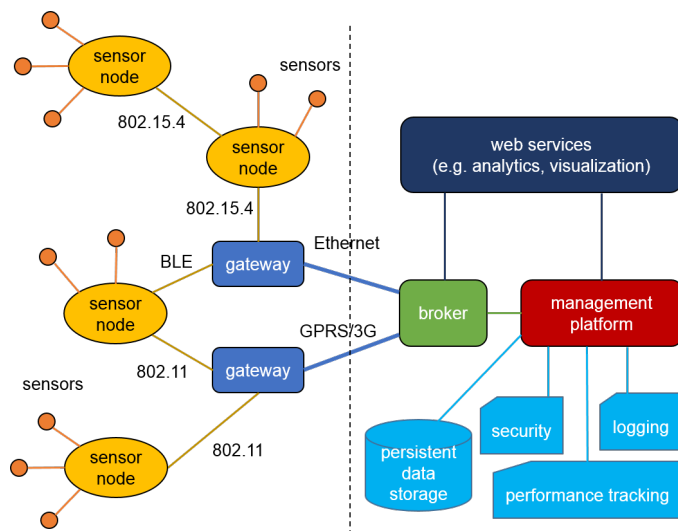 sensor
node
sensors
802.15.4
sensor
node
web services
(e.g. analytics, visualization)
802.15.4
Ethernet
BLE
gateway
sensor
node
broker
management
platform
GPRS/3G
802.11
gateway
sensors
802.11
security
logging
persistent
data
storage
sensor
node
performance tracking